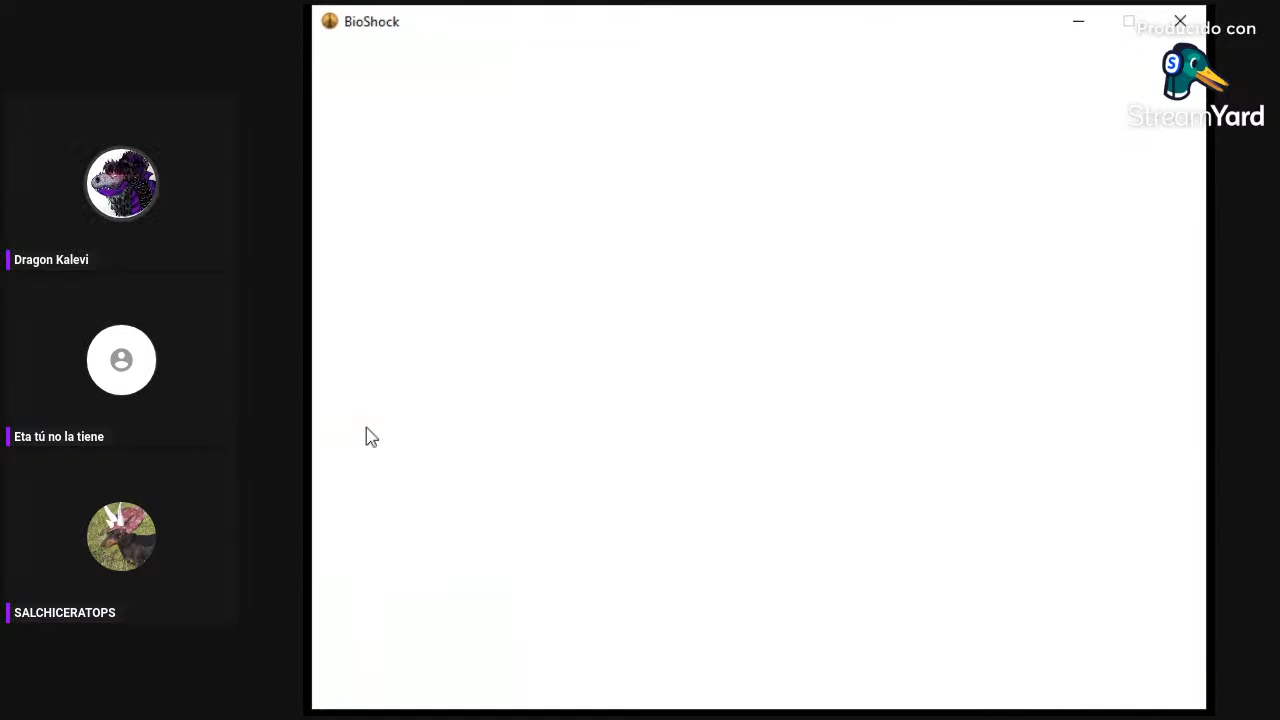 BioShock
Producido con
S
StreamYard
Dragon Kalevi
Eta tú no la tiene
SALCHICERATOPS